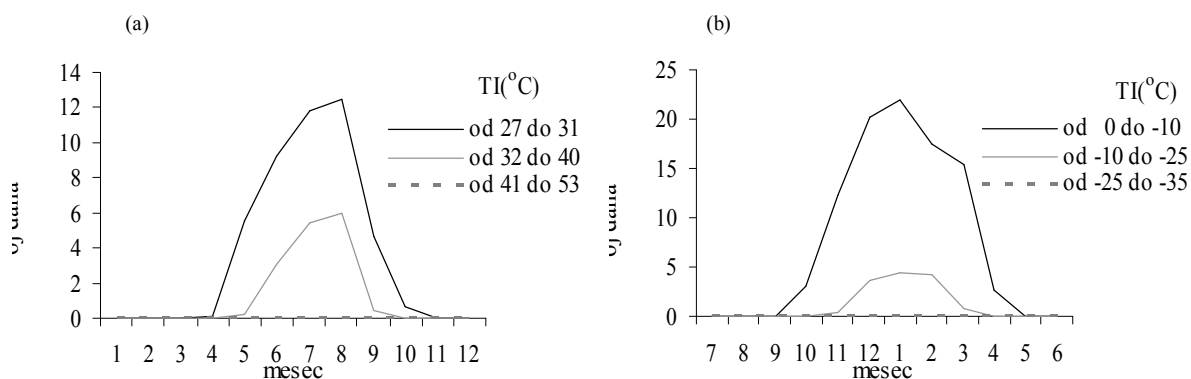 (a)
14
12
10
8
6
4
2
0
TI(°C)
od 27 do 31
od 32 do 40
od 41 do 53
1 2 3 4 5 6 7 8 9 10 11 12
mesec
(b)
25
20
15
10
5
0
TI(°C)
od 0 do -10
od -10 do -25
od -25 do -35
7 8 9 10 11 12 1 2 3 4 5 6
mesec